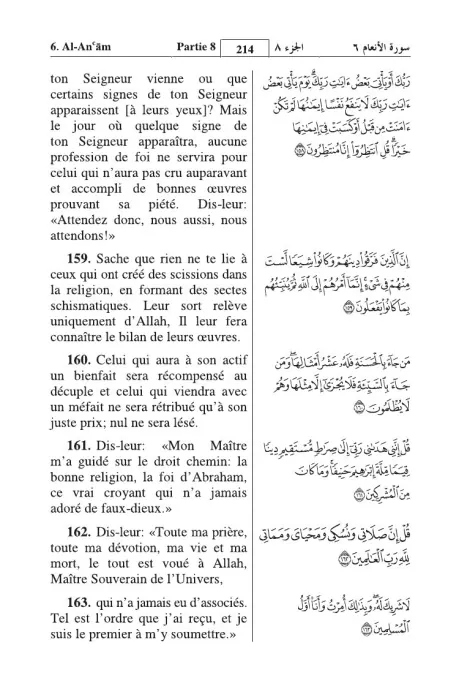 6. Al-Anᶜām Partie 8 214 الجزء ٨ سورة الأنعام ٦
ton Seigneur vienne ou que
certains signes de ton Seigneur
apparaissent [à leurs yeux]? Mais
le jour où quelque signe de
ton Seigneur apparaîtra, aucune
profession de foi ne servira pour
celui qui n’aura pas cru auparavant
et accompli de bonnes œuvres
prouvant sa piété. Dis-leur:
«Attendez donc, nous aussi, nous
attendons!»
159. Sache que rien ne te lie à
ceux qui ont créé des scissions dans
la religion, en formant des sectes
schismatiques. Leur sort relève
uniquement d’Allah, Il leur fera
connaître le bilan de leurs œuvres.
160. Celui qui aura à son actif
un bienfait sera récompensé au
décuple et celui qui viendra avec
un méfait ne sera rétribué qu’à son
juste prix; nul ne sera lésé.
161. Dis-leur: «Mon Maître
m’a guidé sur le droit chemin: la
bonne religion, la foi d’Abraham,
ce vrai croyant qui n’a jamais
adoré de faux-dieux.»
162. Dis-leur: «Toute ma prière,
toute ma dévotion, ma vie et ma
mort, le tout est voué à Allah,
Maître Souverain de l’Univers,
163. qui n’a jamais eu d’associés.
Tel est l’ordre que j’ai reçu, et je
suis le premier à m’y soumettre.»
رَبُّكَ أَوْ يَأْتِيَ بَعْضُ ءَايَٰتِ رَبِّكَۗ يَوْمَ يَأْتِي بَعْضُ
ءَايَٰتِ رَبِّكَ لَا يَنفَعُ نَفْسًا إِيمَٰنُهَا لَمْ تَكُنْ
ءَامَنَتْ مِن قَبْلُ أَوْ كَسَبَتْ فِيٓ إِيمَٰنِهَا
خَيْرًاۗ قُلِ ٱنتَظِرُوٓا۟ إِنَّا مُنتَظِرُونَ ١٥٨
إِنَّ ٱلَّذِينَ فَرَّقُوا۟ دِينَهُمْ وَكَانُوا۟ شِيَعًا لَّسْتَ
مِنْهُمْ فِي شَيْءٍۚ إِنَّمَآ أَمْرُهُمْ إِلَى ٱللَّهِ ثُمَّ يُنَبِّئُهُم
بِمَا كَانُوا۟ يَفْعَلُونَ ١٥٩
مَن جَآءَ بِٱلْحَسَنَةِ فَلَهُۥ عَشْرُ أَمْثَالِهَاۖ وَمَن
جَآءَ بِٱلسَّيِّئَةِ فَلَا يُجْزَىٰٓ إِلَّا مِثْلَهَا وَهُمْ
لَا يُظْلَمُونَ ١٦٠
قُلْ إِنَّنِي هَدَىٰنِي رَبِّيٓ إِلَىٰ صِرَٰطٍ مُّسْتَقِيمٍ دِينًا
قِيَمًا مِّلَّةَ إِبْرَٰهِيمَ حَنِيفًاۚ وَمَا كَانَ
مِنَ ٱلْمُشْرِكِينَ ١٦١
قُلْ إِنَّ صَلَاتِي وَنُسُكِي وَمَحْيَايَ وَمَمَاتِي
لِلَّهِ رَبِّ ٱلْعَٰلَمِينَ ١٦٢
لَا شَرِيكَ لَهُۥۖ وَبِذَٰلِكَ أُمِرْتُ وَأَنَا۠ أَوَّلُ
ٱلْمُسْلِمِينَ ١٦٣